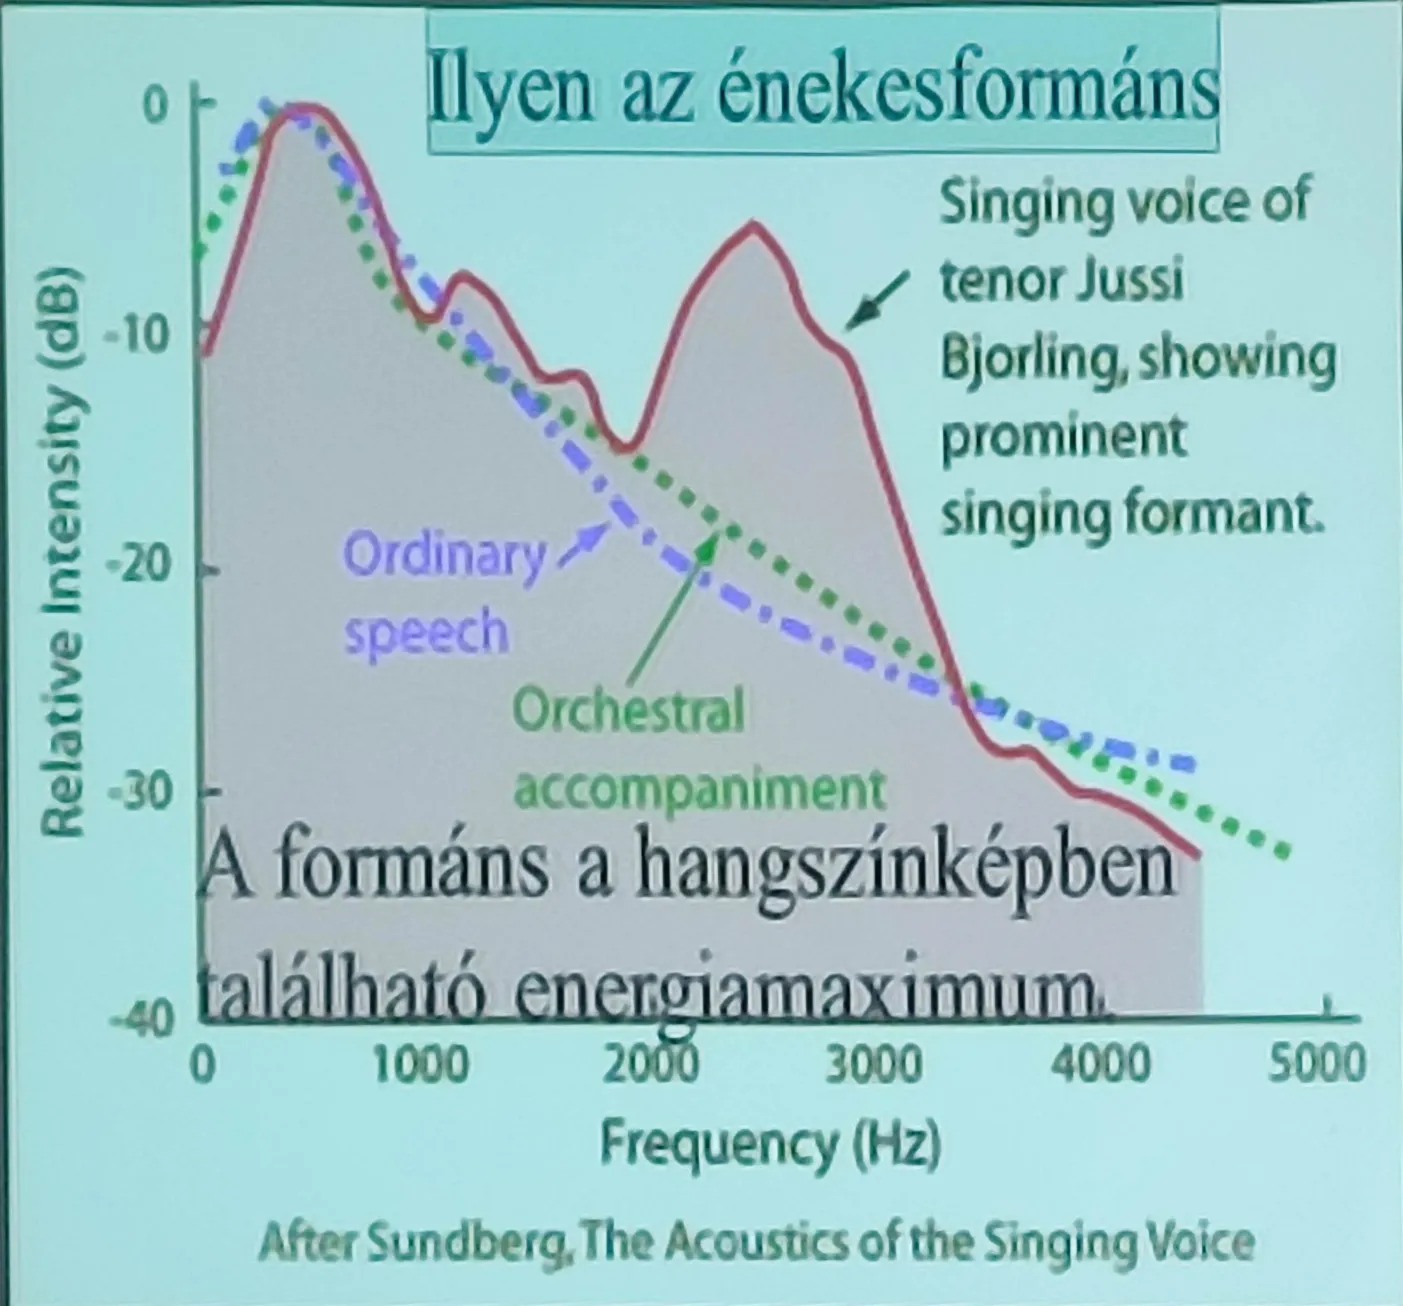 Ilyen az énekesformáns
0
-10
-20
-30
-40
Relative Intensity (dB)
Singing voice of
tenor Jussi
Bjorling, showing
prominent
singing formant.
Ordinary
speech
Orchestral
accompaniment
A formáns a hangszínképben
található energiamaximum.
0 1000 2000 3000 4000 5000
Frequency (Hz)
After Sundberg, The Acoustics of the Singing Voice